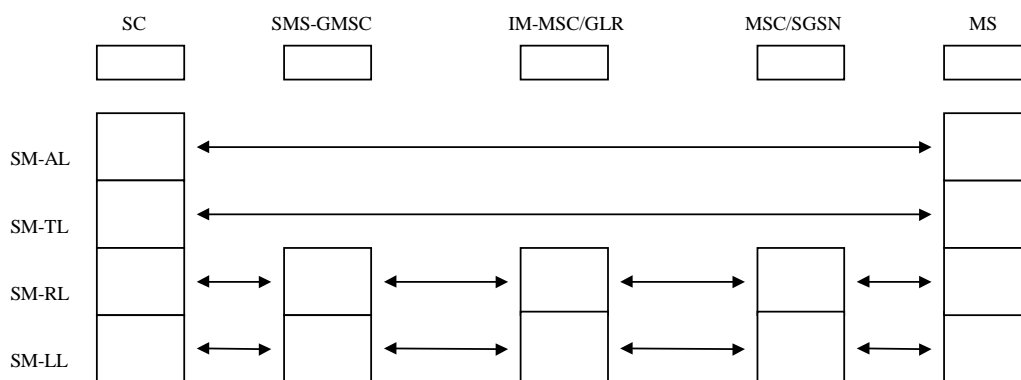 SC SMS-GMSC IM-MSC/GLR MSC/SGSN MS
SM-AL
SM-TL
SM-RL
SM-LL